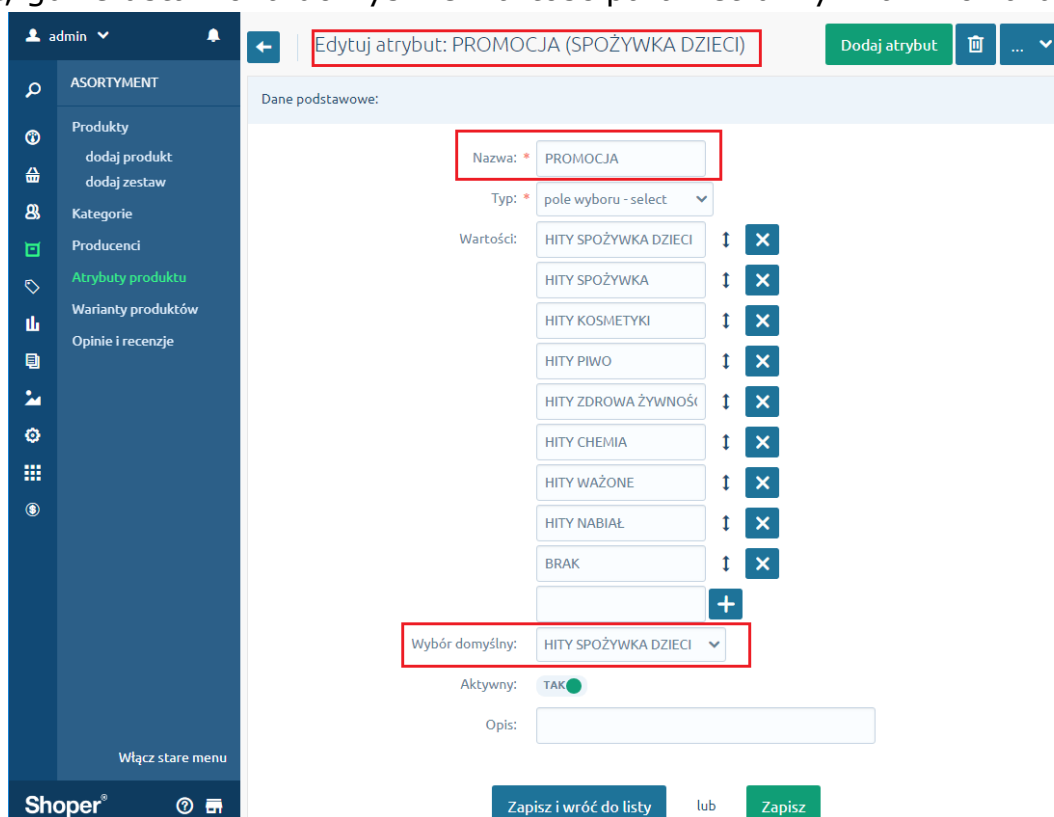 admin
Edytuj atrybut: PROMOCJA (SPOŻYWKA DZIECI)
Dodaj atrybut
...
ASORTYMENT
Dane podstawowe:
Produkty
dodaj produkt
dodaj zestaw
Kategorie
Producenci
Atrybuty produktu
Warianty produktów
Opinie i recenzje
Nazwa: * PROMOCJA
Typ: * pole wyboru - select
Wartości: HITY SPOŻYWKA DZIECI
HITY SPOŻYWKA
HITY KOSMETYKI
HITY PIWO
HITY ZDROWA ŻYWNOŚ
HITY CHEMIA
HITY WAŻONE
HITY NABIAŁ
BRAK
Wybór domyślny: HITY SPOŻYWKA DZIECI
Aktywny: TAK
Opis:
Włącz stare menu
Shoper®
Zapisz i wróć do listy lub Zapisz